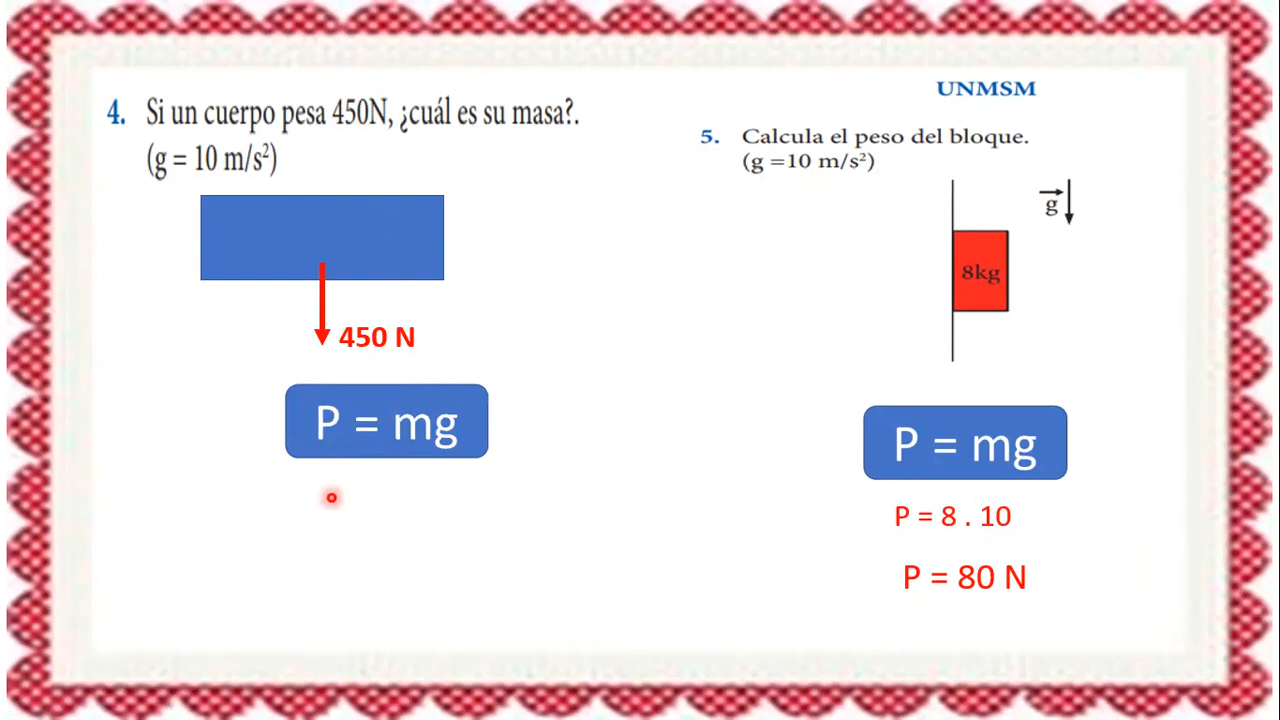 4. Si un cuerpo pesa 450N, ¿cuál es su masa?.
(g = 10 m/s²)
450 N
P = mg
UNMSM
5. Calcula el peso del bloque.
(g =10 m/s²)
g
8kg
P = mg
P = 8 . 10
P = 80 N